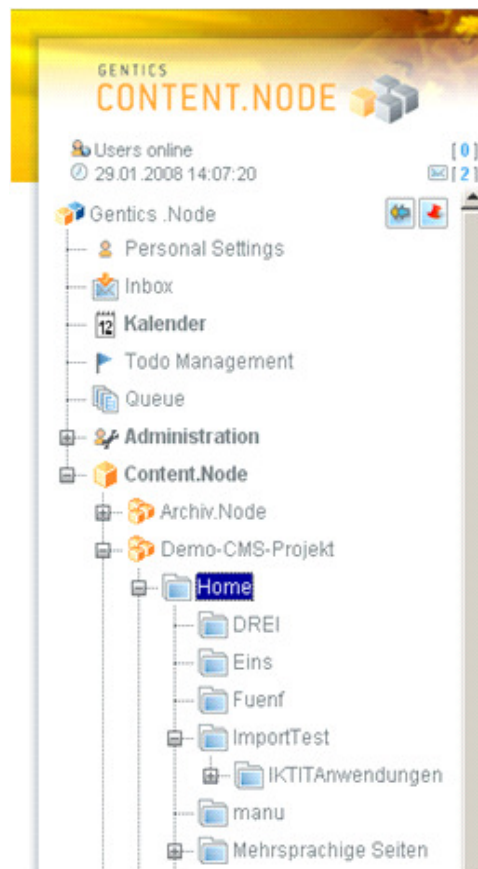 GENTICS
CONTENT.NODE
Users online [0]
29.01.2008 14:07:20 [2]
Gentics .Node
Personal Settings
Inbox
12 Kalender
Todo Management
Queue
Administration
Content.Node
Archiv.Node
Demo-CMS-Projekt
Home
DREI
Eins
Fuenf
ImportTest
IKTITAnwendungen
manu
Mehrsprachige Seiten